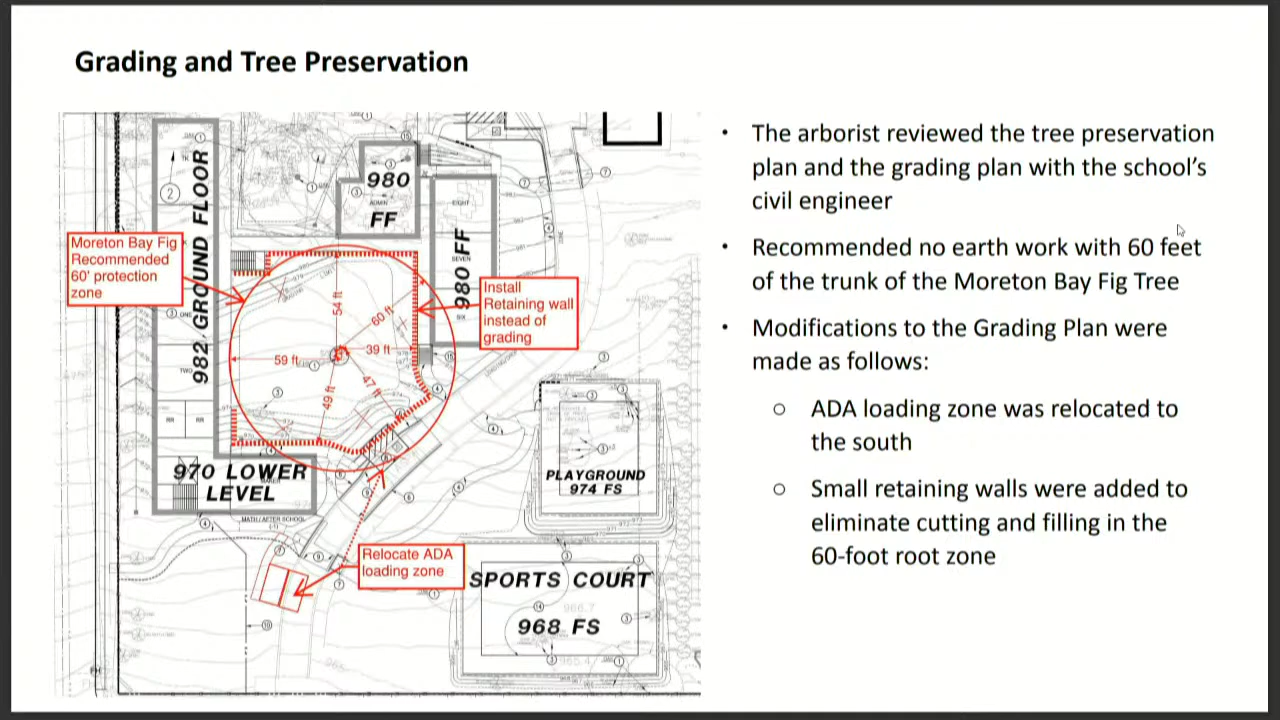 Grading and Tree Preservation
980
FF
982 GROUND FLOOR
980 FF
2
Moreton Bay Fig
Recommended
60' protection
zone
Install
Retaining wall
instead of
grading
54 ft
60 ft
59 ft
39 ft
49 ft
47 ft
970 LOWER
LEVEL
MATH / AFTER SCHOOL
PLAYGROUND
974 FS
Relocate ADA
loading zone
SPORTS COURT
968 FS
• The arborist reviewed the tree preservation
plan and the grading plan with the school's
civil engineer
• Recommended no earth work with 60 feet
of the trunk of the Moreton Bay Fig Tree
• Modifications to the Grading Plan were
made as follows:
○ ADA loading zone was relocated to
the south
○ Small retaining walls were added to
eliminate cutting and filling in the
60-foot root zone